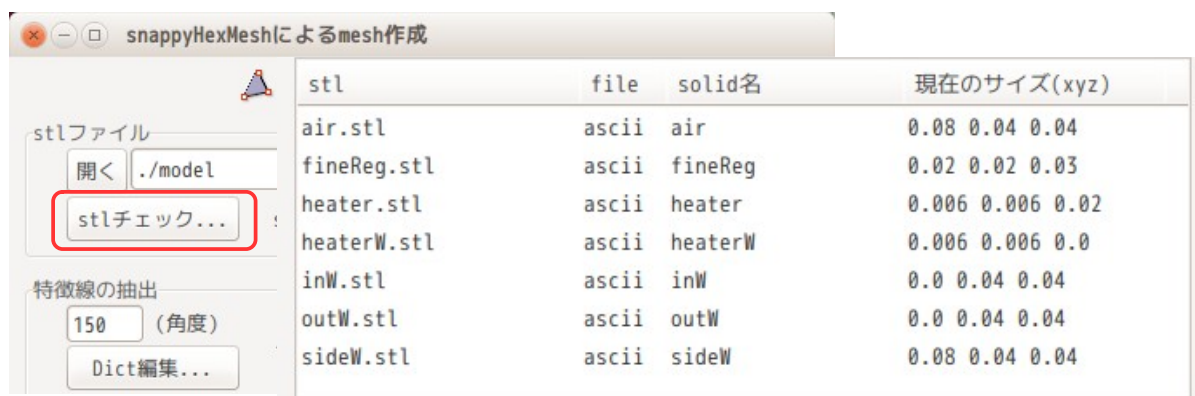 snappyHexMeshによるmesh作成
stlファイル
開く ./model
stlチェック...
特徴線の抽出
150 (角度)
Dict編集...
stl file solid名 現在のサイズ(xyz)
air.stl ascii air 0.08 0.04 0.04
fineReg.stl ascii fineReg 0.02 0.02 0.03
heater.stl ascii heater 0.006 0.006 0.02
heaterW.stl ascii heaterW 0.006 0.006 0.0
inW.stl ascii inW 0.0 0.04 0.04
outW.stl ascii outW 0.0 0.04 0.04
sideW.stl ascii sideW 0.08 0.04 0.04